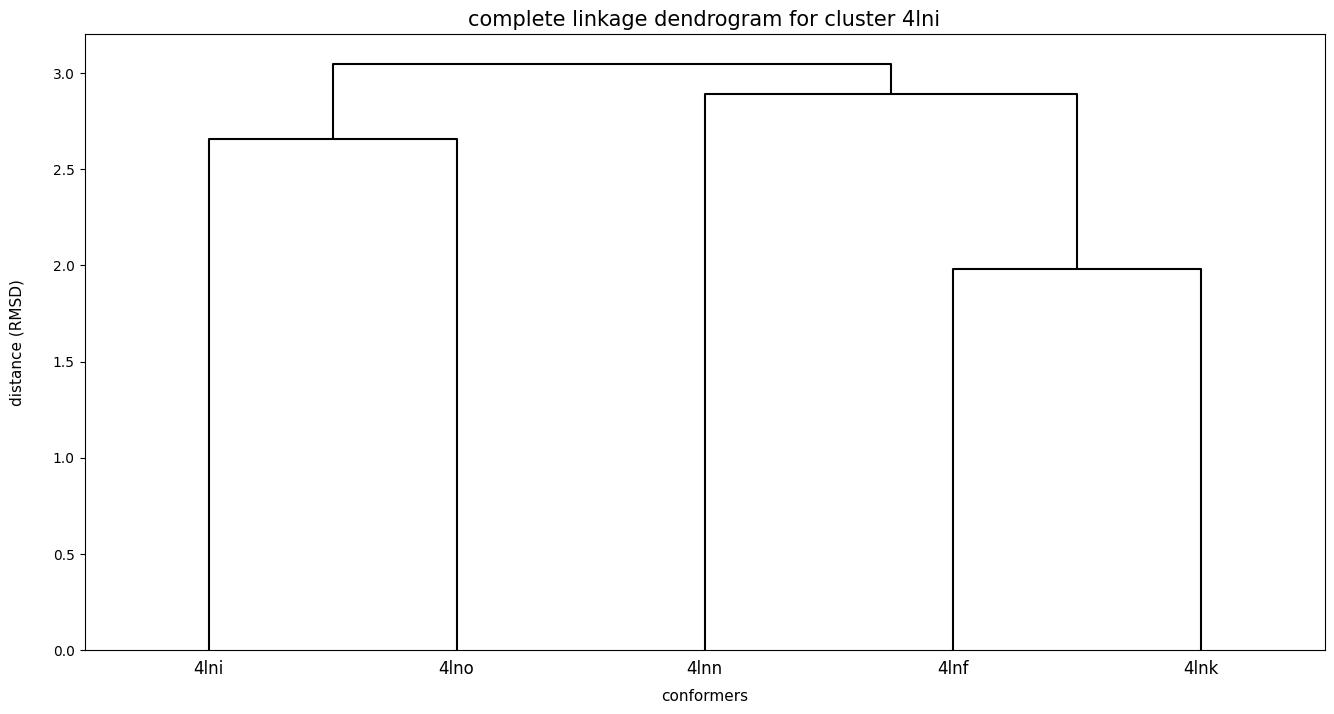 complete linkage dendrogram for cluster 4lni
3.0
2.5
2.0
1.5
1.0
0.5
0.0
distance (RMSD)
4lni 4lno 4lnn 4lnf 4lnk
conformers